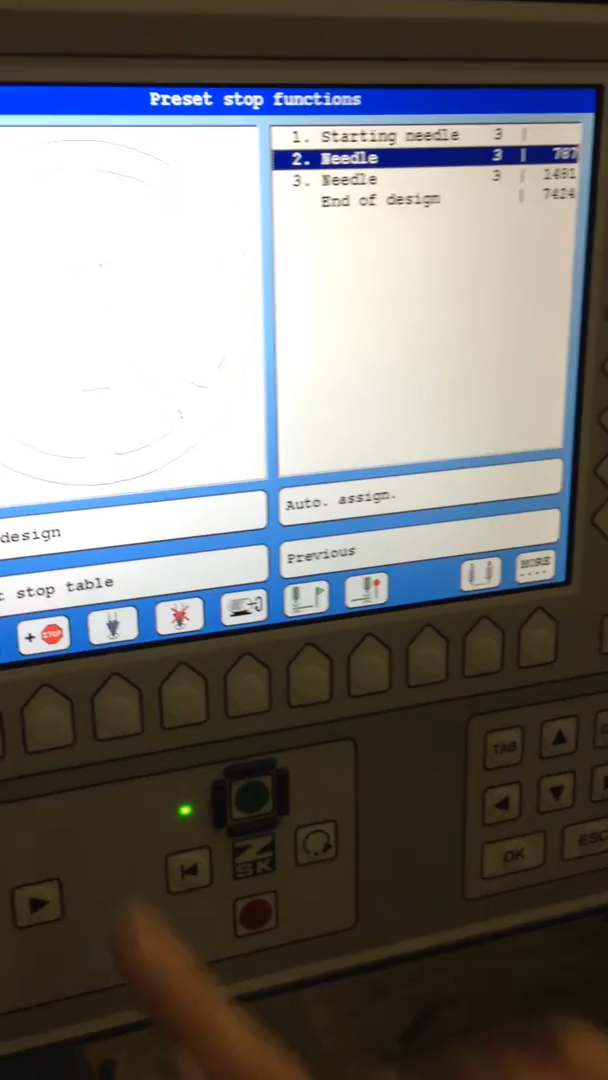 Preset stop functions
1. Starting needle 3 |
2. Needle 3 | 787
3. Needle 3 | 1481
End of design | 7424
design
Auto. assign.
stop table
Previous
+ STOP
MORE
....
TAB
ZSK
OK
ESC